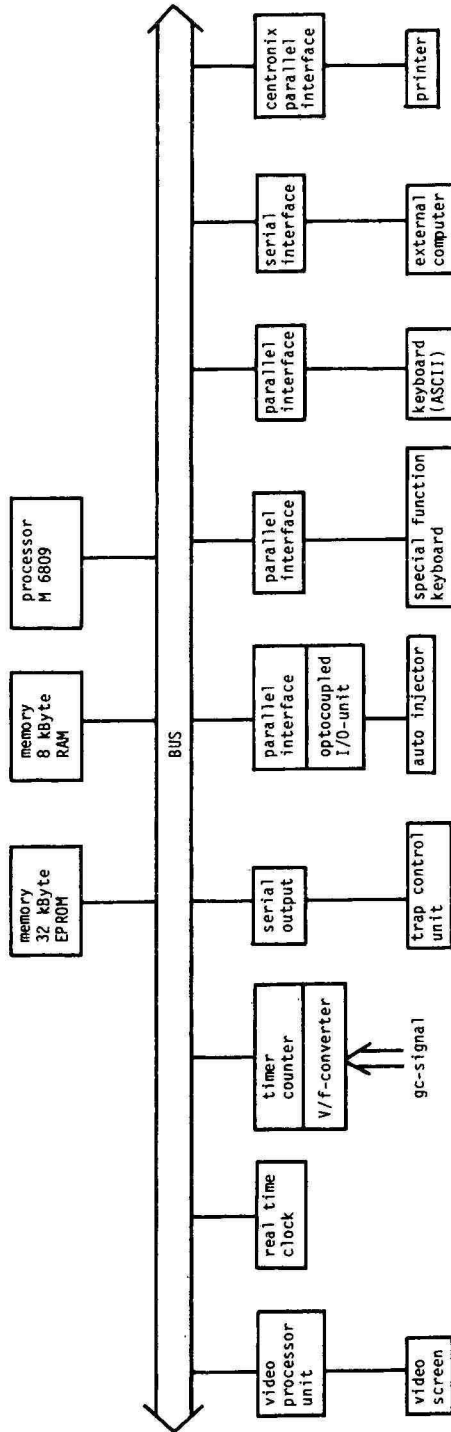 memory
32 kByte
EPROM
memory
8 kByte
RAM
processor
M 6809
BUS
video
processor
unit
real time
clock
timer
counter
V/f-converter
serial
output
parallel
interface
optocoupled
I/O-unit
parallel
interface
parallel
interface
serial
interface
centronix
parallel
interface
video
screen
gc-signal
trap control
unit
auto injector
special function
keyboard
keyboard
(ASCII)
external
computer
printer